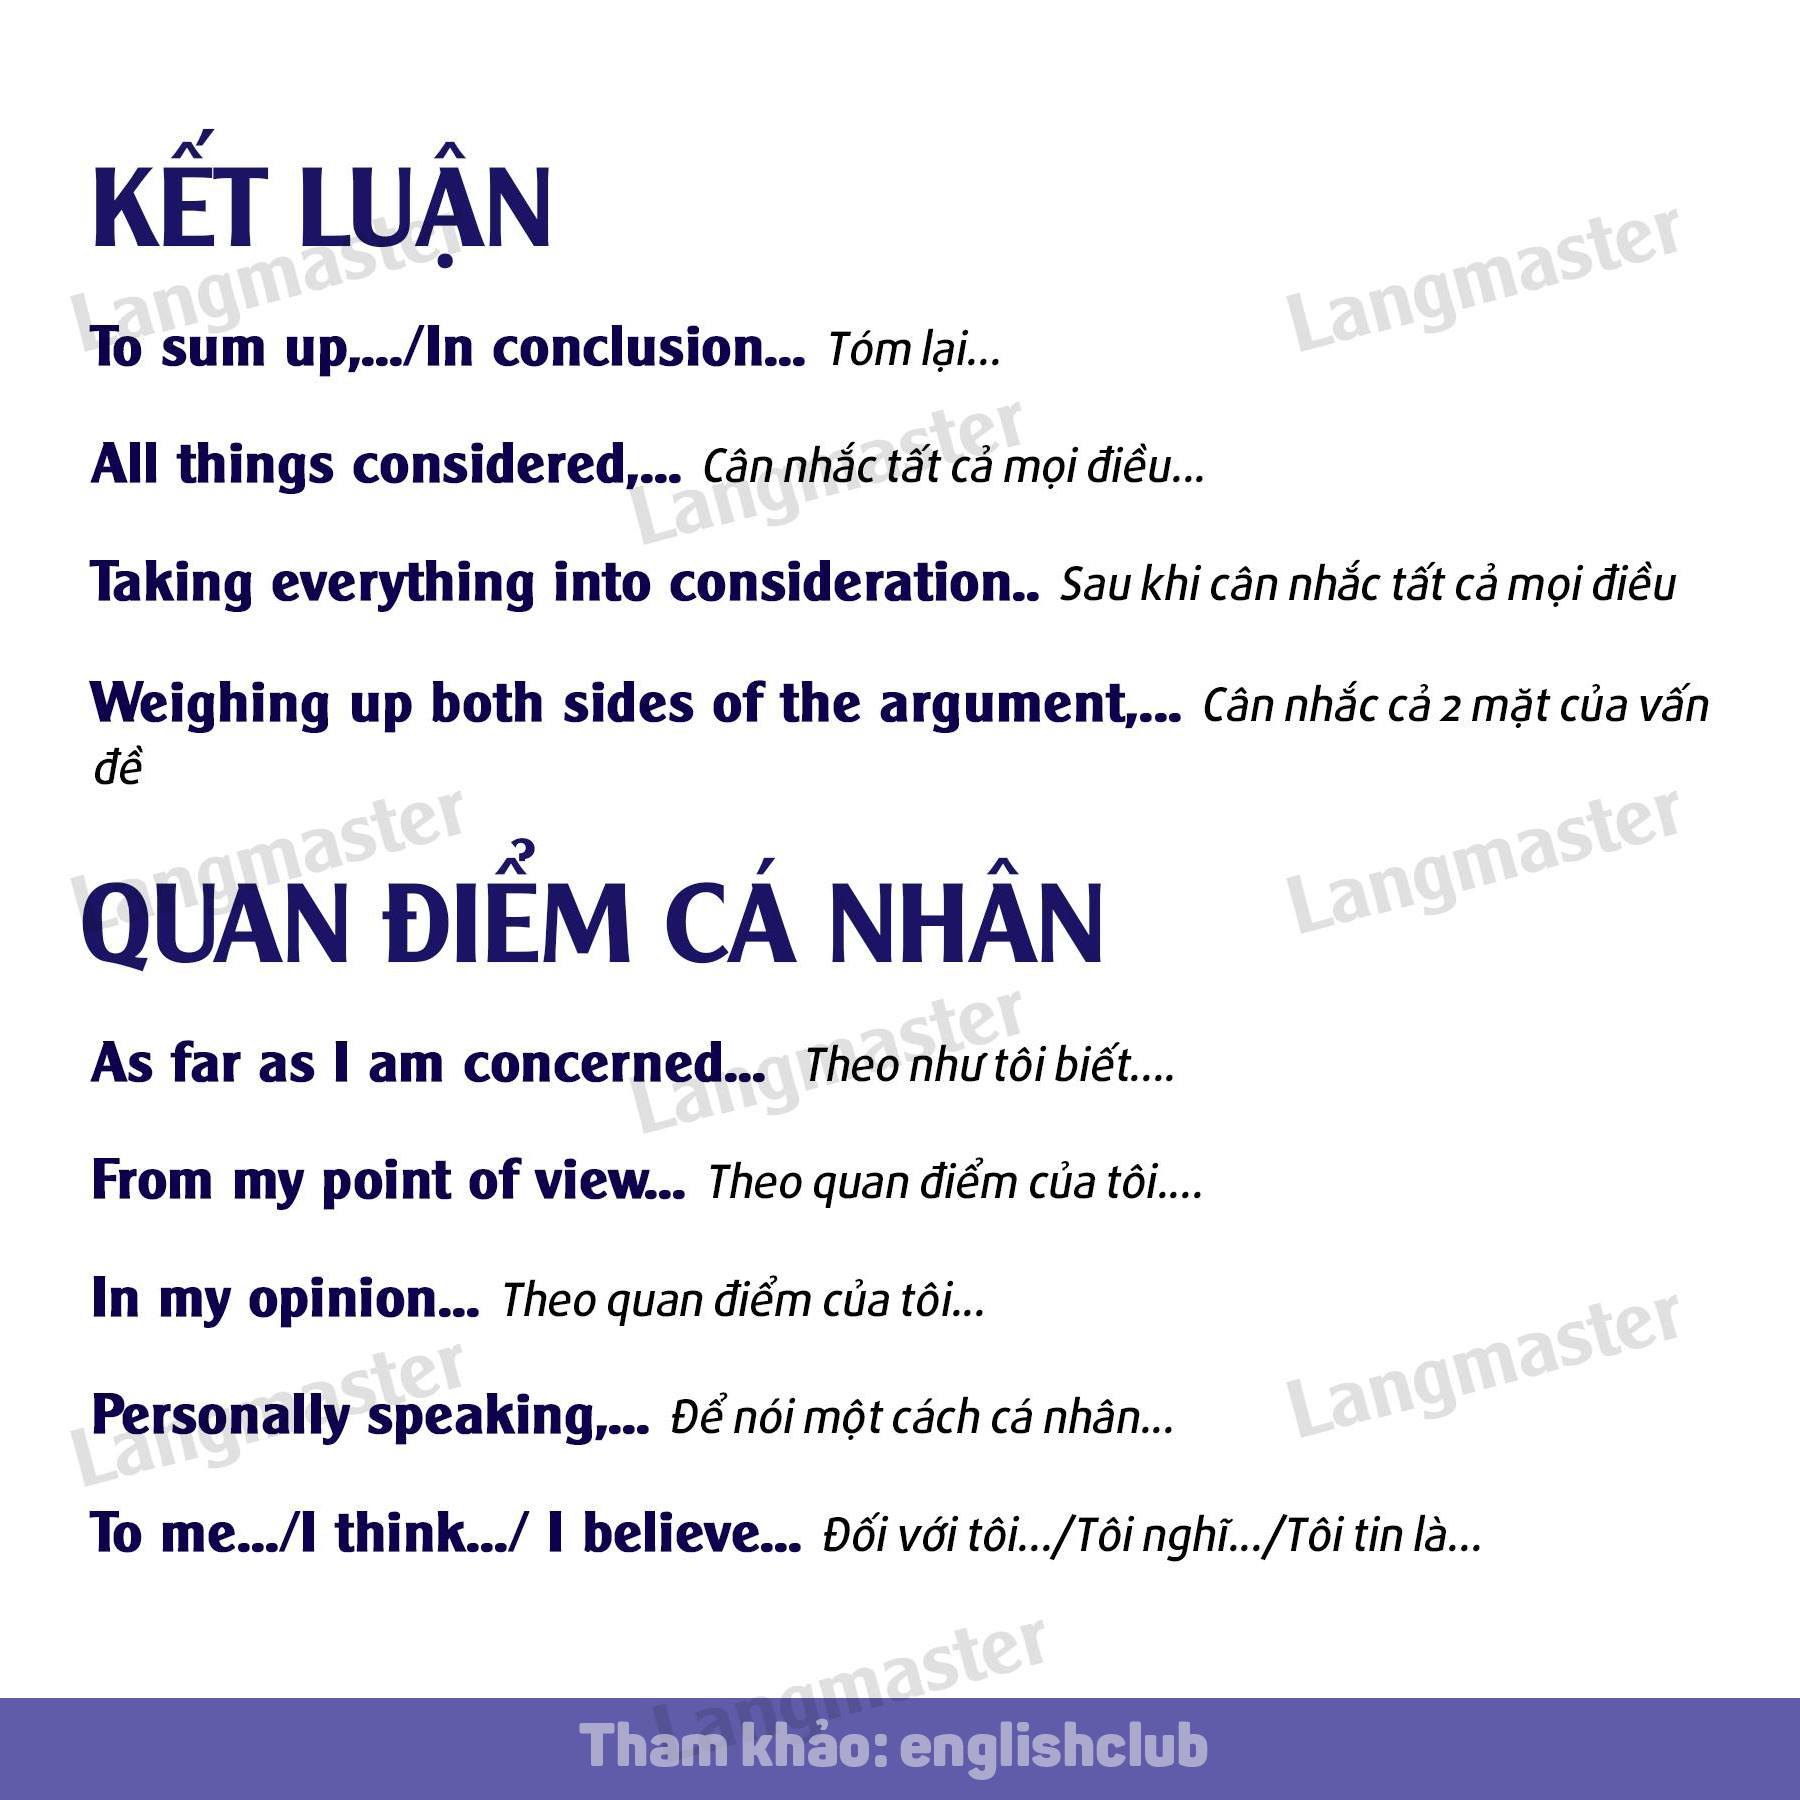 KẾT LUẬN
To sum up,.../In conclusion... Tóm lại...
All things considered,... Cân nhắc tất cả mọi điều...
Taking everything into consideration.. Sau khi cân nhắc tất cả mọi điều
Weighing up both sides of the argument,... Cân nhắc cả 2 mặt của vấn
đề
QUAN ĐIỂM CÁ NHÂN
As far as I am concerned... Theo như tôi biết....
From my point of view... Theo quan điểm của tôi....
In my opinion... Theo quan điểm của tôi...
Personally speaking,... Để nói một cách cá nhân...
To me.../I think.../ I believe... Đối với tôi.../Tôi nghĩ.../Tôi tin là...
Tham khảo: englishclub
Langmaster
Langmaster
Langmaster
Langmaster
Langmaster
Langmaster
Langmaster
Langmaster
Langmaster